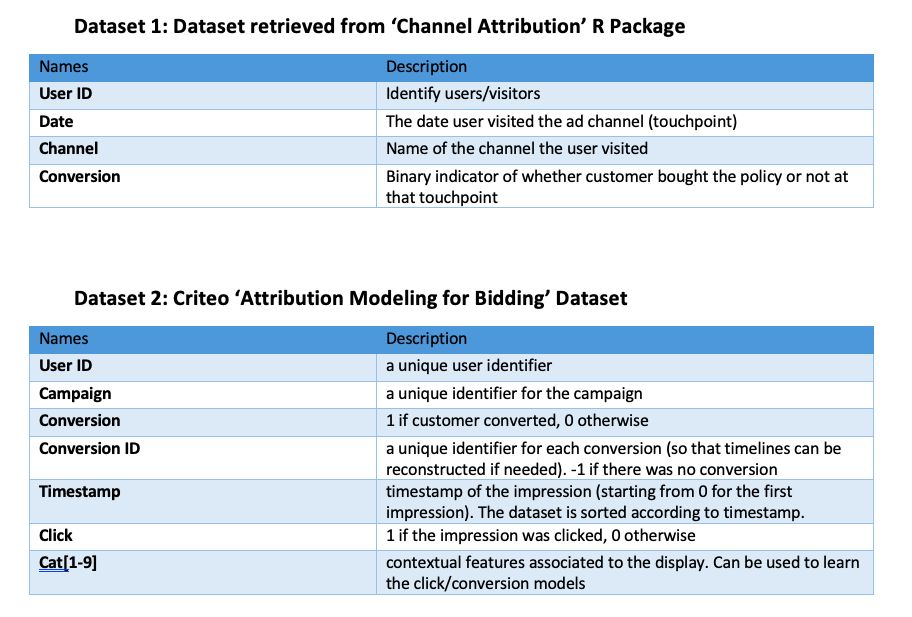 Dataset 1: Dataset retrieved from ‘Channel Attribution’ R Package
Names Description
User ID Identify users/visitors
Date The date user visited the ad channel (touchpoint)
Channel Name of the channel the user visited
Conversion Binary indicator of whether customer bought the policy or not at
that touchpoint
Dataset 2: Criteo ‘Attribution Modeling for Bidding’ Dataset
Names Description
User ID a unique user identifier
Campaign a unique identifier for the campaign
Conversion 1 if customer converted, 0 otherwise
Conversion ID a unique identifier for each conversion (so that timelines can be
reconstructed if needed). -1 if there was no conversion
Timestamp timestamp of the impression (starting from 0 for the first
impression). The dataset is sorted according to timestamp.
Click 1 if the impression was clicked, 0 otherwise
Cat[1-9] contextual features associated to the display. Can be used to learn
the click/conversion models